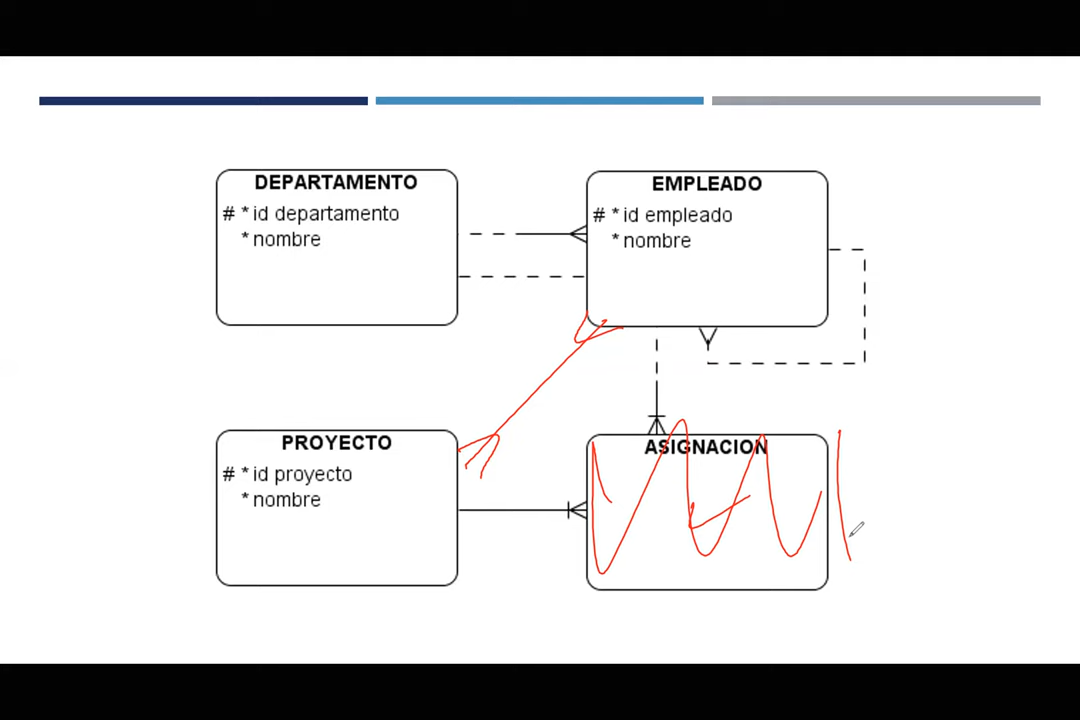 DEPARTAMENTO
# * id departamento
* nombre
EMPLEADO
# * id empleado
* nombre
PROYECTO
# * id proyecto
* nombre
ASIGNACION